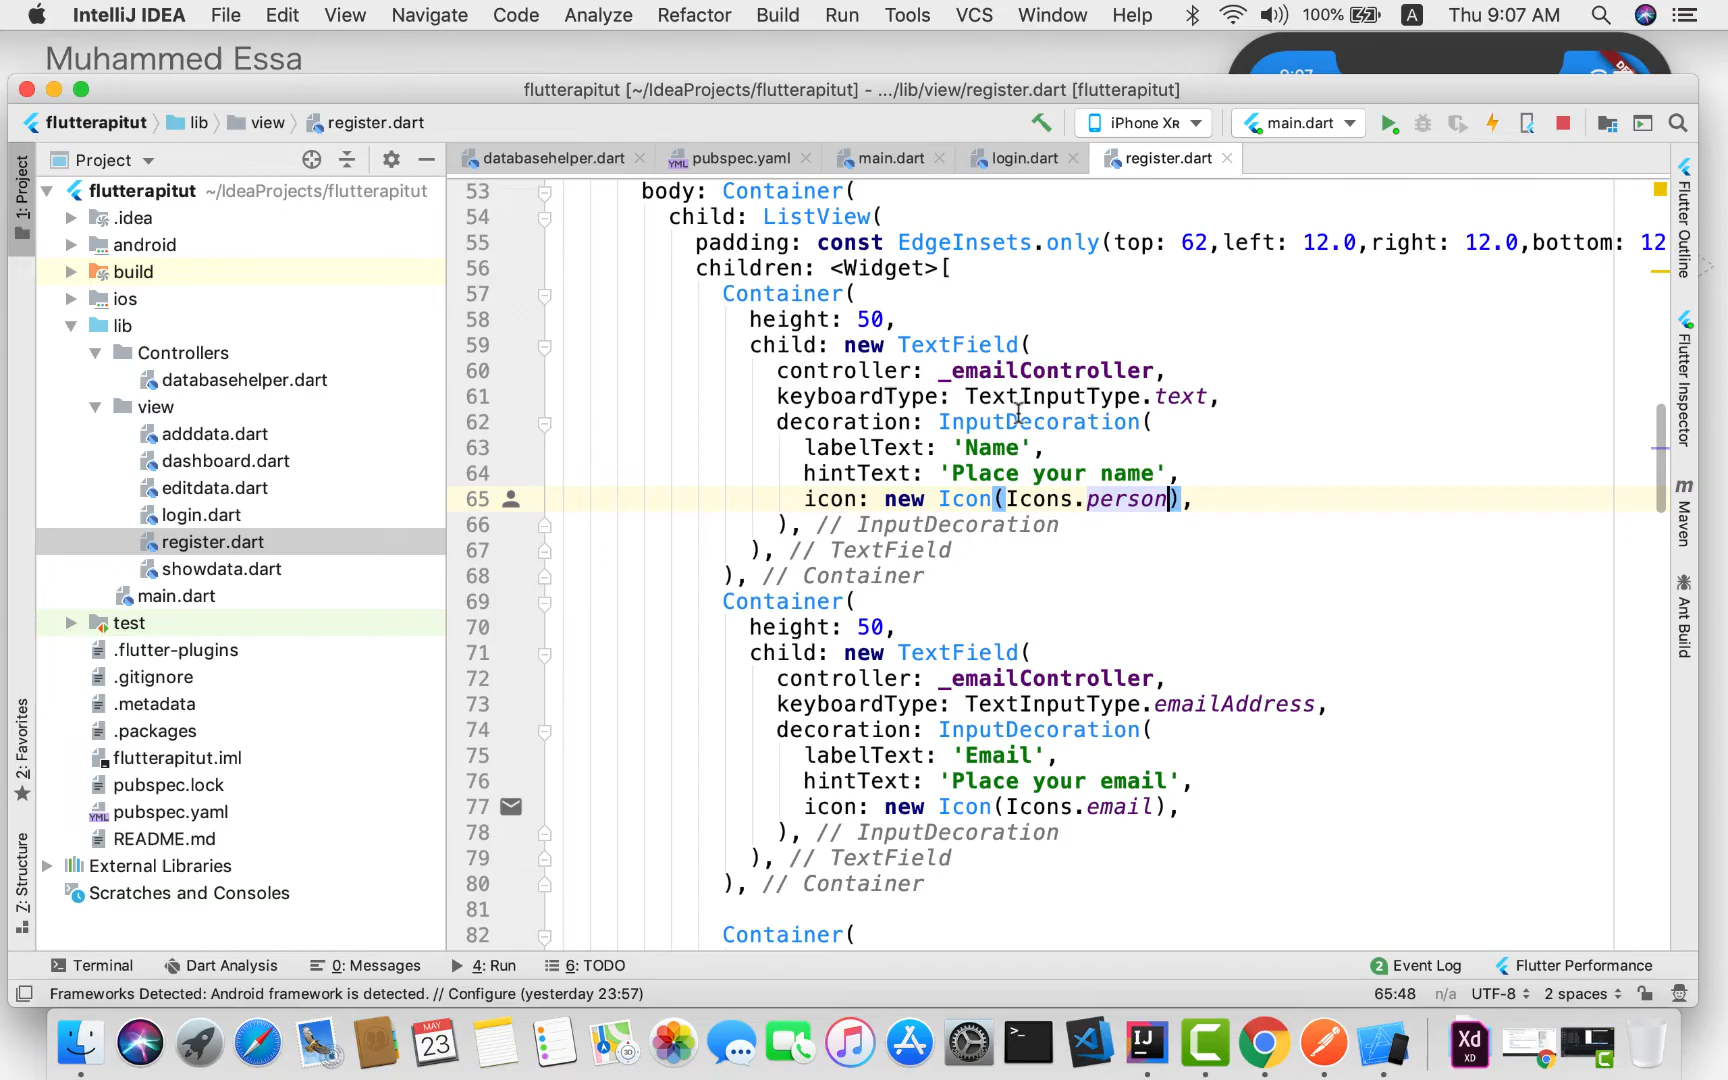 IntelliJ IDEA File Edit View Navigate Code Analyze Refactor Build Run Tools VCS Window Help 100% A Thu 9:07 AM
Muhammed Essa
9:07
flutterapitut [~/IdeaProjects/flutterapitut] - .../lib/view/register.dart [flutterapitut]
flutterapitut lib view register.dart iPhone XR main.dart
Project
databasehelper.dart pubspec.yaml main.dart login.dart register.dart
flutterapitut ~/IdeaProjects/flutterapitut
.idea
android
build
ios
lib
Controllers
databasehelper.dart
view
adddata.dart
dashboard.dart
editdata.dart
login.dart
register.dart
showdata.dart
main.dart
test
.flutter-plugins
.gitignore
.metadata
.packages
flutterapitut.iml
pubspec.lock
pubspec.yaml
README.md
External Libraries
Scratches and Consoles
1: Project
2: Favorites
Z: Structure
53 body: Container(
54 child: ListView(
55 padding: const EdgeInsets.only(top: 62,left: 12.0,right: 12.0,bottom: 12
56 children: <Widget>[
57 Container(
58 height: 50,
59 child: new TextField(
60 controller: _emailController,
61 keyboardType: TextInputType.text,
62 decoration: InputDecoration(
63 labelText: 'Name',
64 hintText: 'Place your name',
65 icon: new Icon(Icons.person),
66 ), // InputDecoration
67 ), // TextField
68 ), // Container
69 Container(
70 height: 50,
71 child: new TextField(
72 controller: _emailController,
73 keyboardType: TextInputType.emailAddress,
74 decoration: InputDecoration(
75 labelText: 'Email',
76 hintText: 'Place your email',
77 icon: new Icon(Icons.email),
78 ), // InputDecoration
79 ), // TextField
80 ), // Container
81
82 Container(
Flutter Outline
Flutter Inspector
m Maven
Ant Build
Terminal Dart Analysis 0: Messages 4: Run 6: TODO 2 Event Log Flutter Performance
Frameworks Detected: Android framework is detected. // Configure (yesterday 23:57) 65:48 n/a UTF-8 2 spaces
MAY
23
IJ
Xd
XD